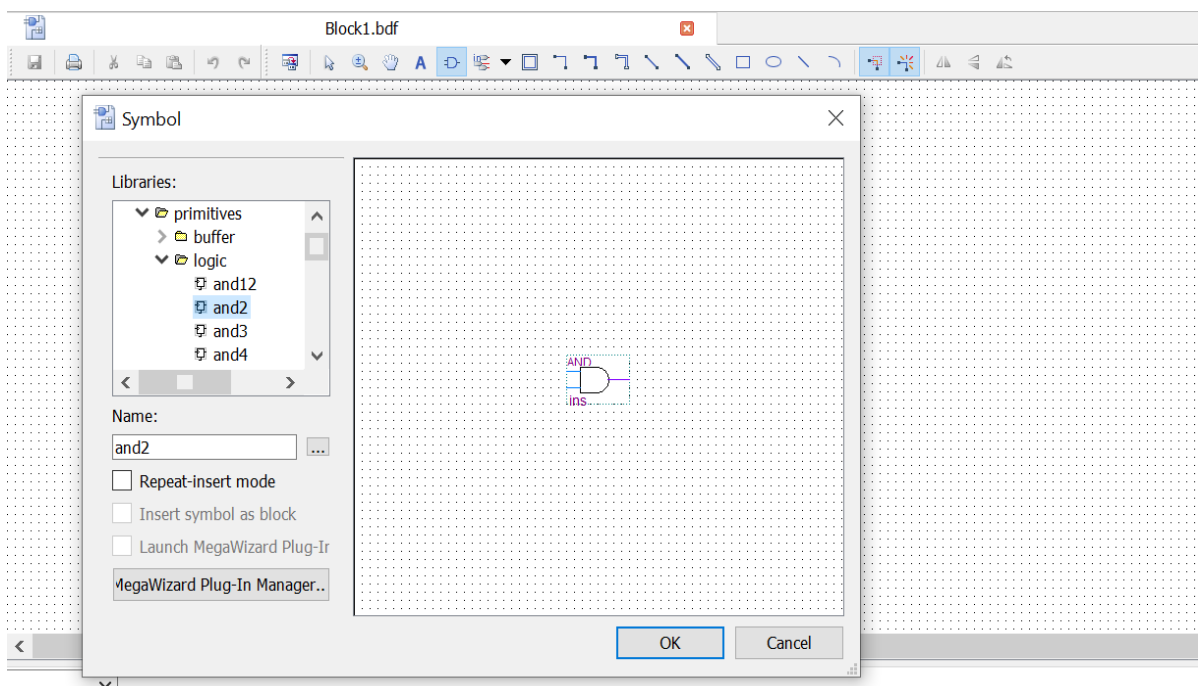 Block1.bdf
A
Symbol
Libraries:
primitives
buffer
logic
and12
and2
and3
and4
Name:
and2
...
Repeat-insert mode
Insert symbol as block
Launch MegaWizard Plug-Ir
MegaWizard Plug-In Manager..
AND
ins
OK
Cancel